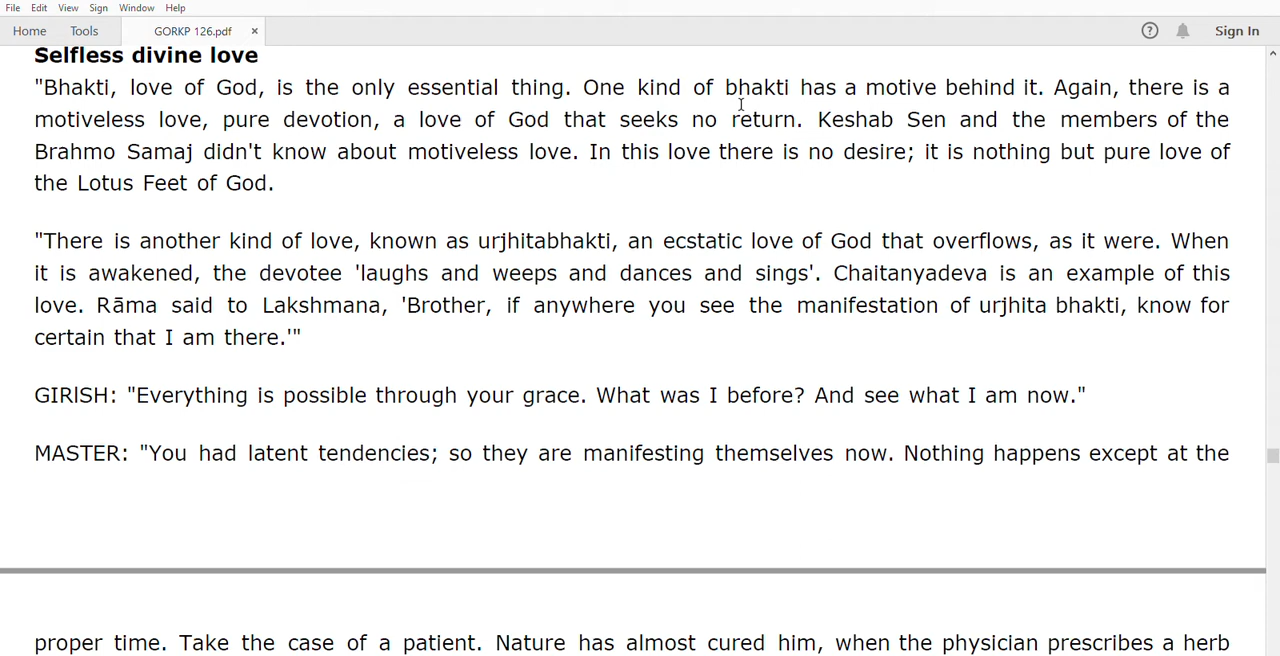 File Edit View Sign Window Help
Home Tools GORKP 126.pdf × ? Sign In
Selfless divine love
"Bhakti, love of God, is the only essential thing. One kind of bhakti has a motive behind it. Again, there is a
motiveless love, pure devotion, a love of God that seeks no return. Keshab Sen and the members of the
Brahmo Samaj didn't know about motiveless love. In this love there is no desire; it is nothing but pure love of
the Lotus Feet of God.
"There is another kind of love, known as urjhitabhakti, an ecstatic love of God that overflows, as it were. When
it is awakened, the devotee 'laughs and weeps and dances and sings'. Chaitanyadeva is an example of this
love. Rāma said to Lakshmana, 'Brother, if anywhere you see the manifestation of urjhita bhakti, know for
certain that I am there.'"
GIRlSH: "Everything is possible through your grace. What was I before? And see what I am now."
MASTER: "You had latent tendencies; so they are manifesting themselves now. Nothing happens except at the
proper time. Take the case of a patient. Nature has almost cured him, when the physician prescribes a herb